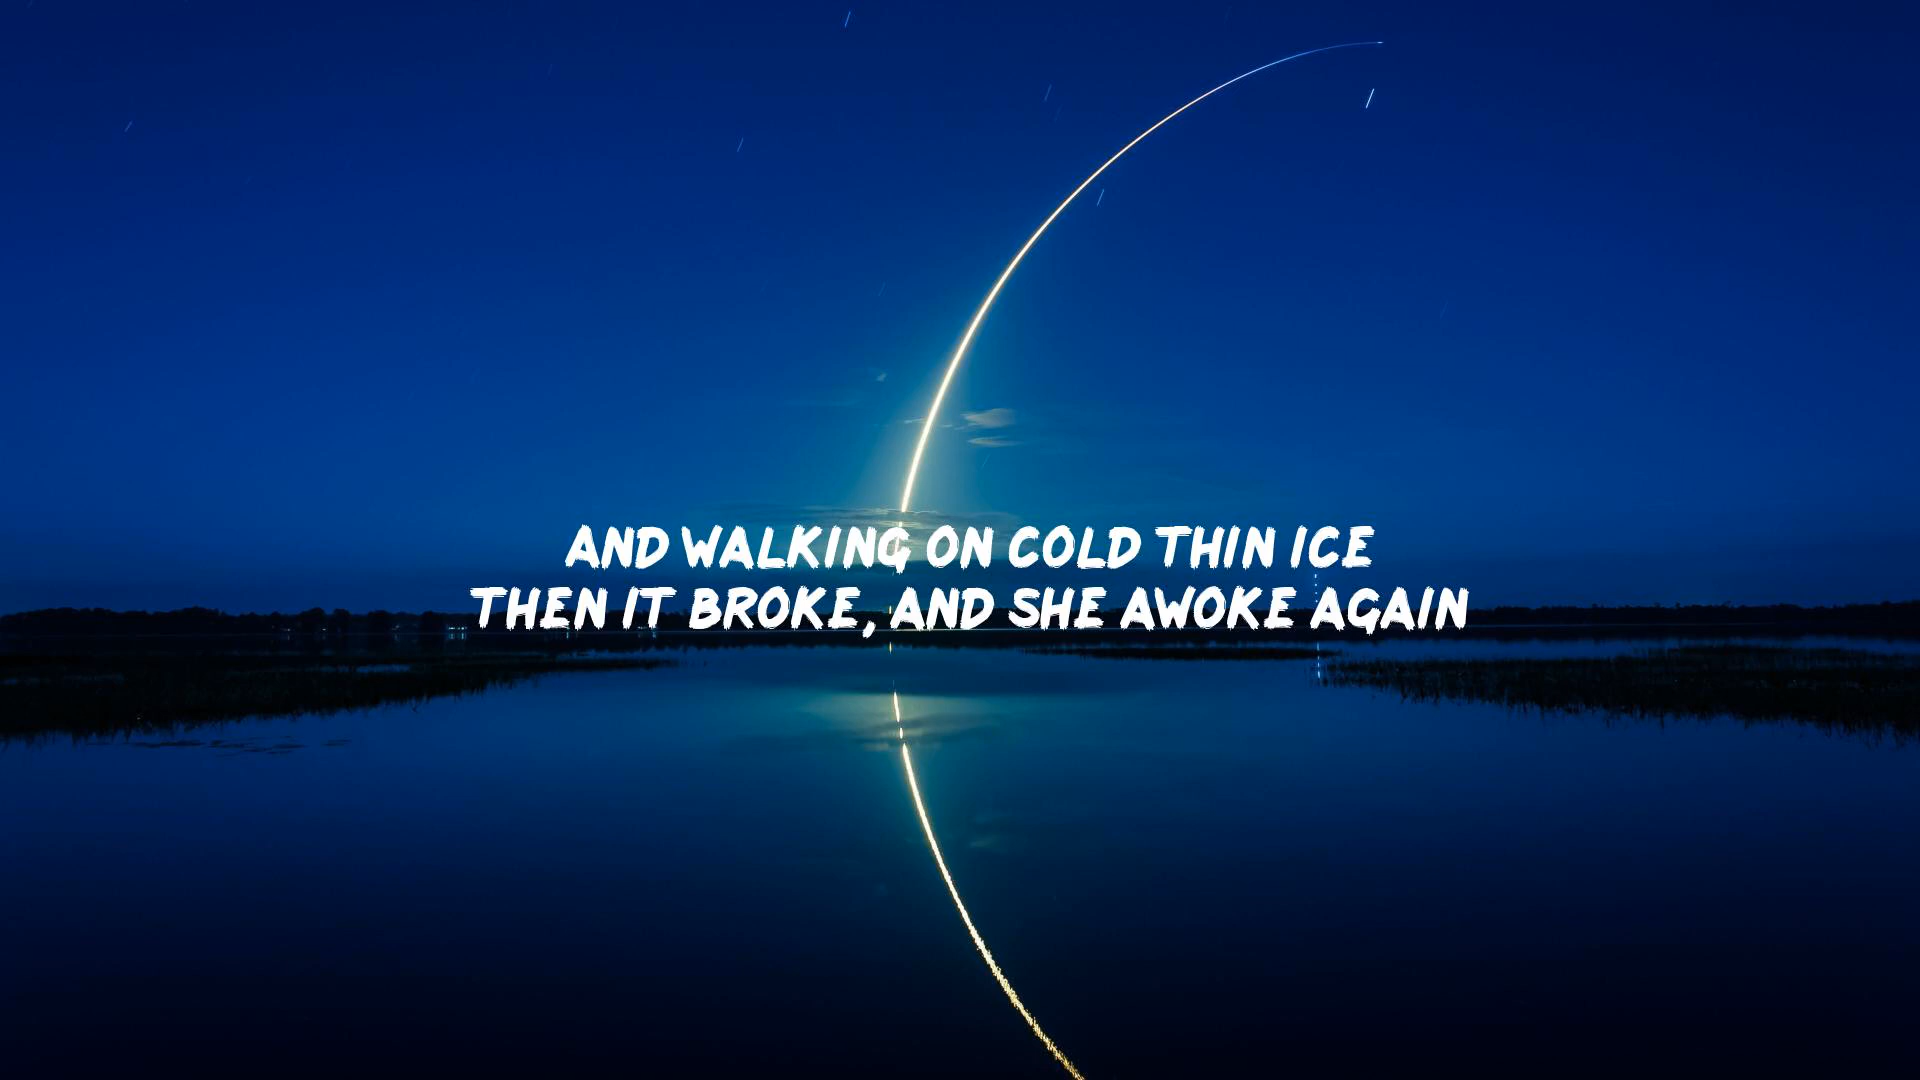 AND WALKING ON COLD THIN ICE
THEN IT BROKE, AND SHE AWOKE AGAIN